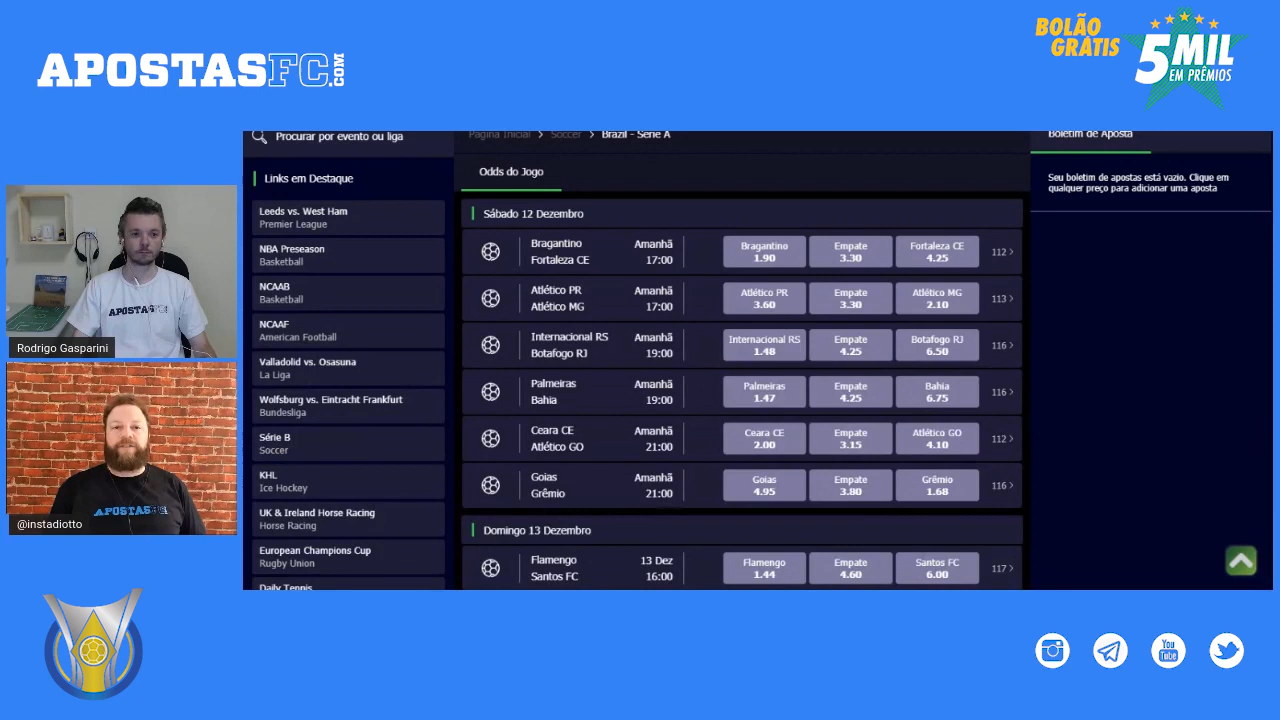 APOSTASFC.COM
BOLÃO
GRÁTIS
5 MIL
EM PRÊMIOS
Procurar por evento ou liga
Links em Destaque
Leeds vs. West Ham
Premier League
NBA Preseason
Basketball
NCAAB
Basketball
NCAAF
American Football
Valladolid vs. Osasuna
La Liga
Wolfsburg vs. Eintracht Frankfurt
Bundesliga
Série B
Soccer
KHL
Ice Hockey
UK & Ireland Horse Racing
Horse Racing
European Champions Cup
Rugby Union
Daily Tennis
Pagina Inicial > Soccer > Brazil - Serie A
Odds do Jogo
Sábado 12 Dezembro
Bragantino Amanhã Bragantino Empate Fortaleza CE
Fortaleza CE 17:00 1.90 3.30 4.25 112 >
Atlético PR Amanhã Atlético PR Empate Atlético MG
Atlético MG 17:00 3.60 3.30 2.10 113 >
Internacional RS Amanhã Internacional RS Empate Botafogo RJ
Botafogo RJ 19:00 1.48 4.25 6.50 116 >
Palmeiras Amanhã Palmeiras Empate Bahia
Bahia 19:00 1.47 4.25 6.75 116 >
Ceara CE Amanhã Ceara CE Empate Atlético GO
Atlético GO 21:00 2.00 3.15 4.10 112 >
Goias Amanhã Goias Empate Grêmio
Grêmio 21:00 4.95 3.80 1.68 116 >
Domingo 13 Dezembro
Flamengo 13 Dez Flamengo Empate Santos FC
Santos FC 16:00 1.44 4.60 6.00 117 >
Boletim de Aposta
Seu boletim de apostas está vazio. Clique em
qualquer preço para adicionar uma aposta
APOSTASFC
Rodrigo Gasparini
APOSTASFC
@instadiotto
You
Tube